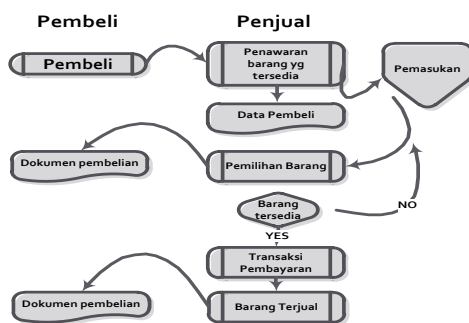 Pembeli
Penjual
Pembeli
Penawaran
barang yg
tersedia
Pemasukan
Data Pembeli
Dokumen pembelian
Pemilihan Barang
Barang
tersedia
NO
YES
Transaksi
Pembayaran
Dokumen pembelian
Barang Terjual